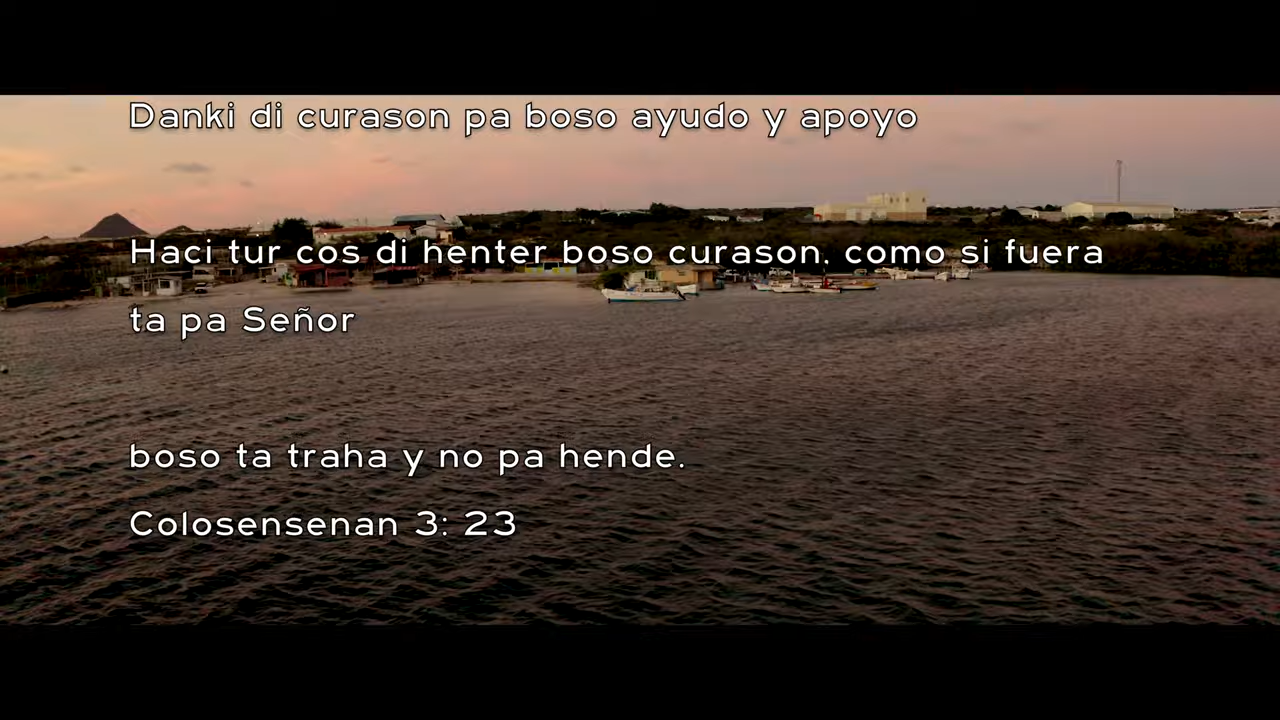 Danki di curason pa boso ayudo y apoyo
Haci tur cos di henter boso curason, como si fuera
ta pa Señor
boso ta traha y no pa hende.
Colosensenan 3: 23